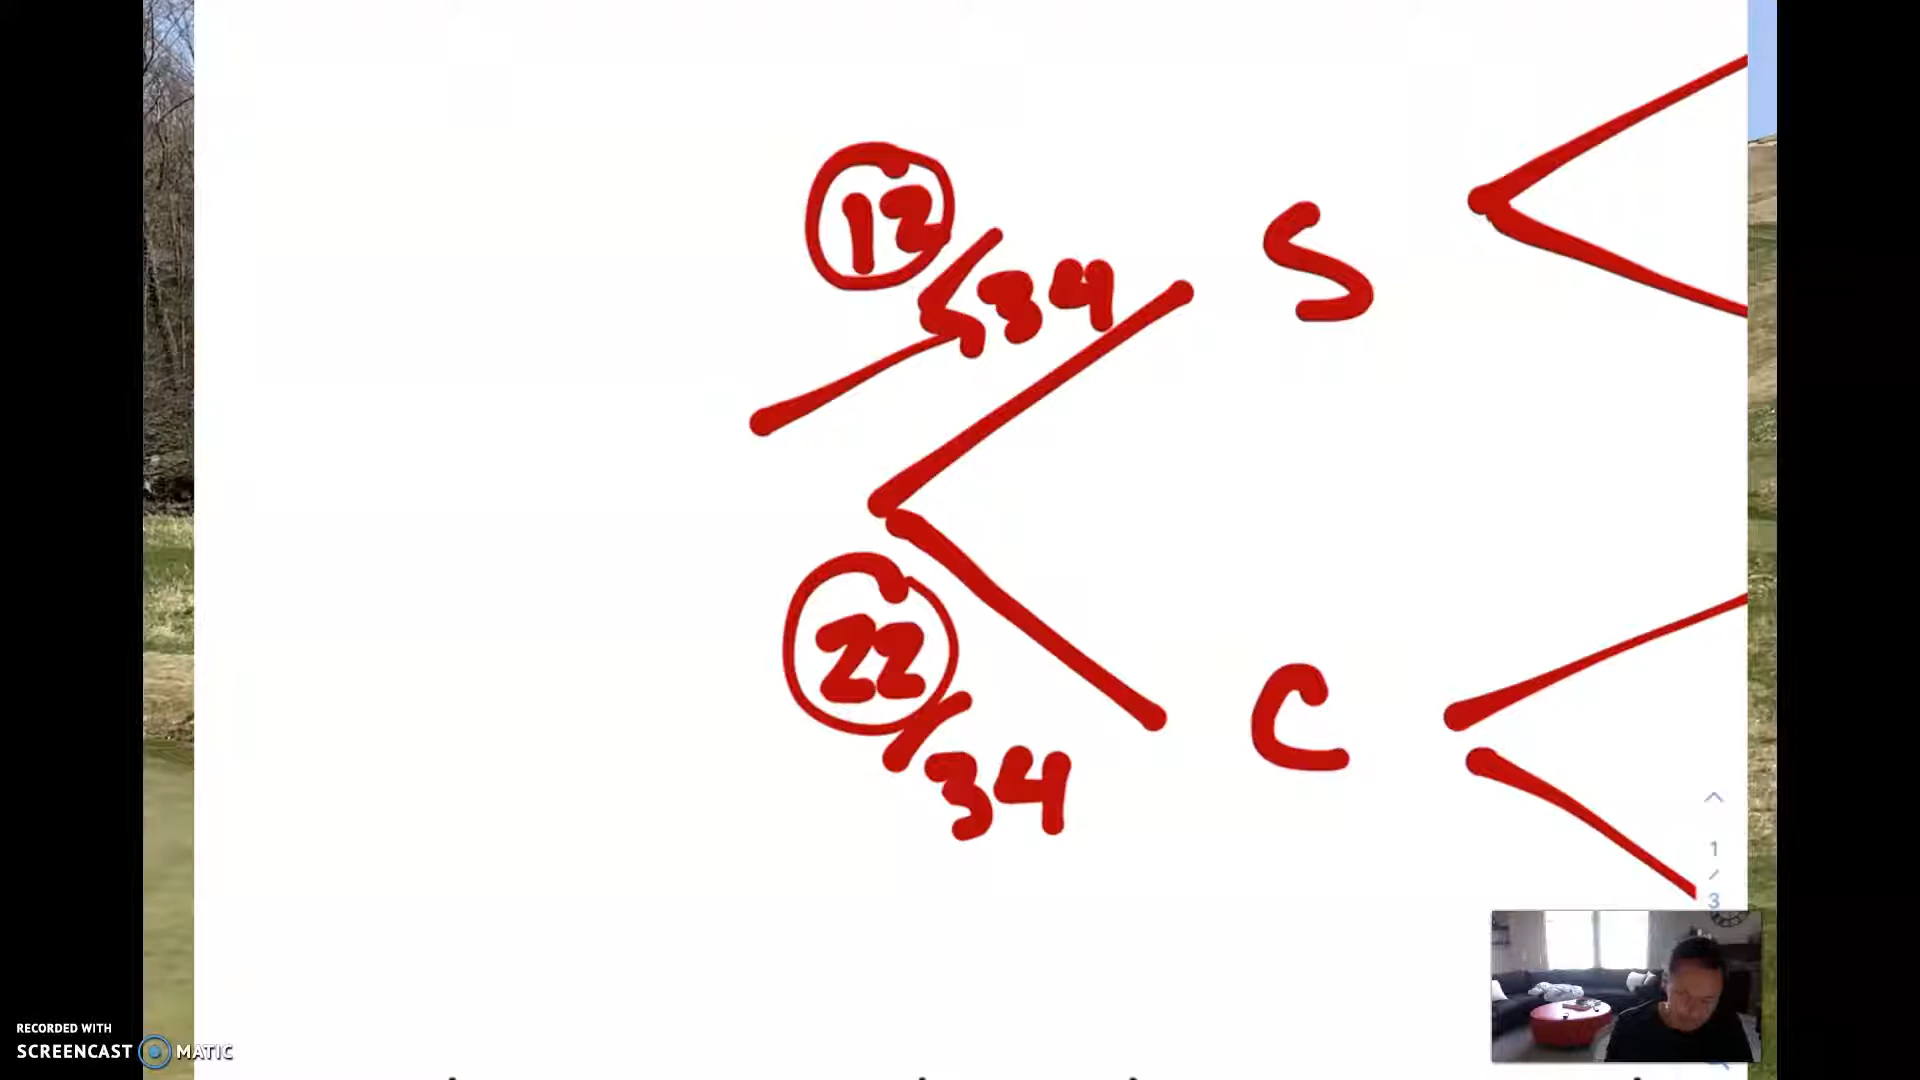 12/34
S
22/34
C
1
/
3
RECORDED WITH
SCREENCAST MATIC